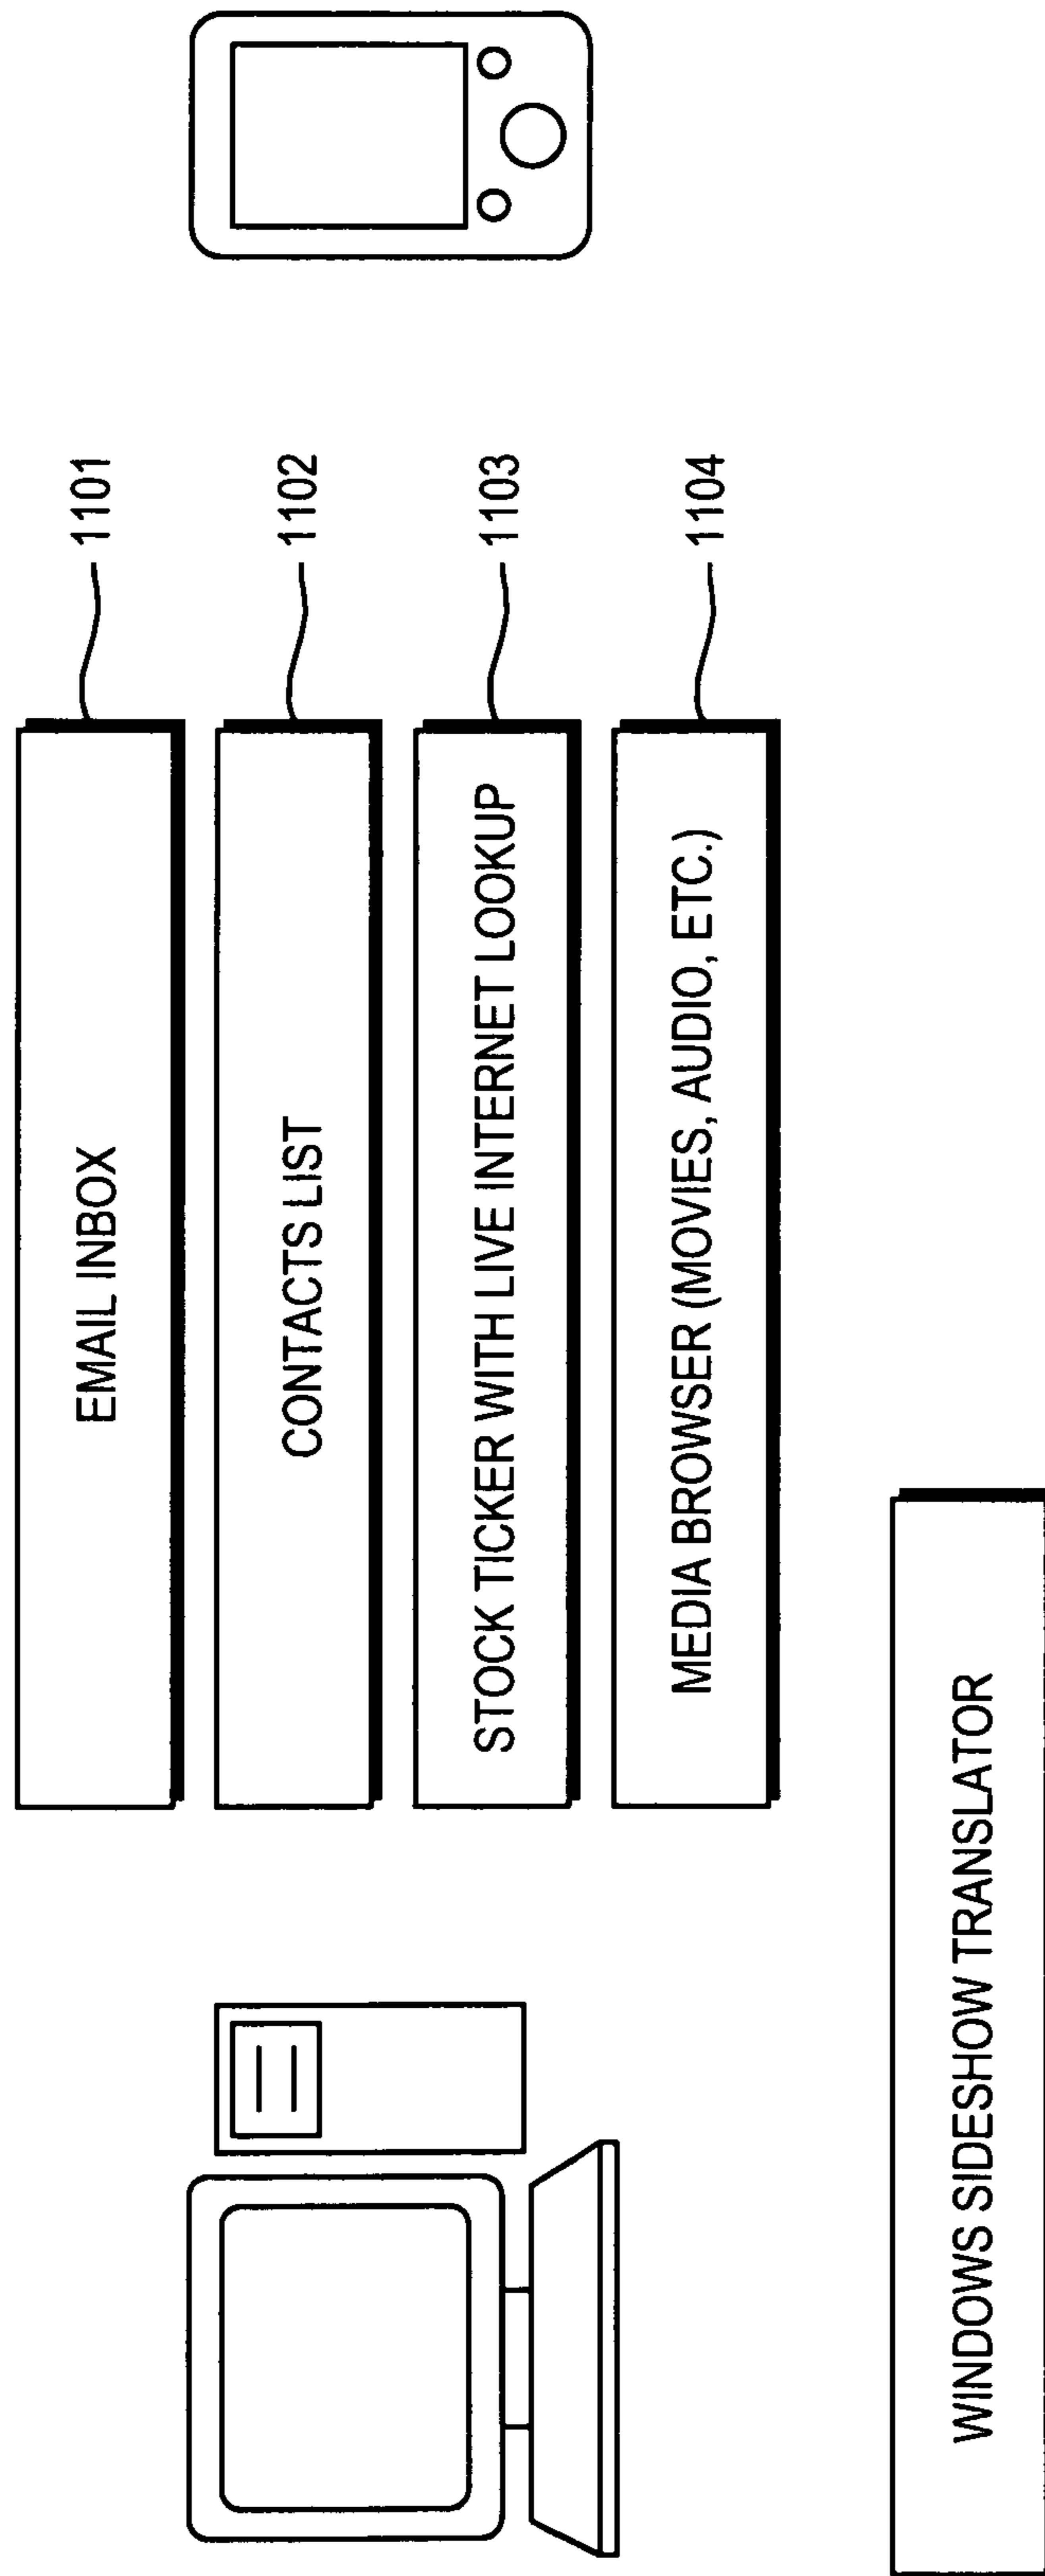 EMAIL INBOX
1101
CONTACTS LIST
1102
STOCK TICKER WITH LIVE INTERNET LOOKUP
1103
MEDIA BROWSER (MOVIES, AUDIO, ETC.)
1104
WINDOWS SIDESHOW TRANSLATOR